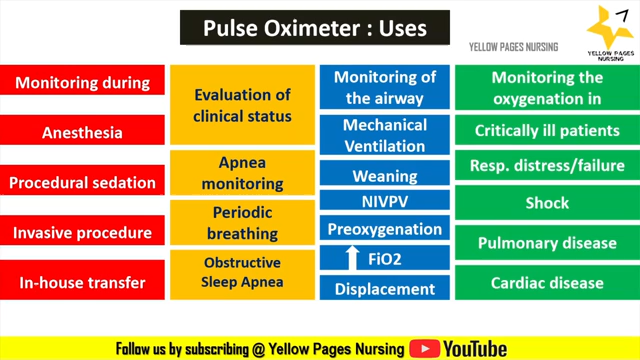 Pulse Oximeter : Uses
YELLOW PAGES NURSING
YELLOW PAGES
NURSING
Monitoring during
Anesthesia
Procedural sedation
Invasive procedure
In-house transfer
Evaluation of
clinical status
Apnea
monitoring
Periodic
breathing
Obstructive
Sleep Apnea
Monitoring of
the airway
Mechanical
Ventilation
Weaning
NIVPV
Preoxygenation
FiO2
Displacement
Monitoring the
oxygenation in
Critically ill patients
Resp. distress/failure
Shock
Pulmonary disease
Cardiac disease
Follow us by subscribing @ Yellow Pages Nursing YouTube